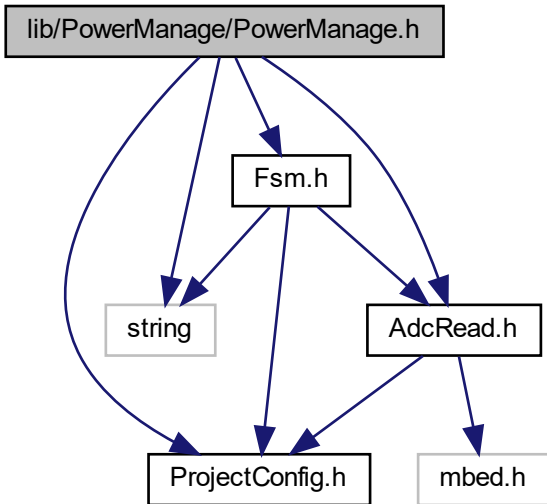 lib/PowerManage/PowerManage.h
Fsm.h
string
AdcRead.h
ProjectConfig.h
mbed.h